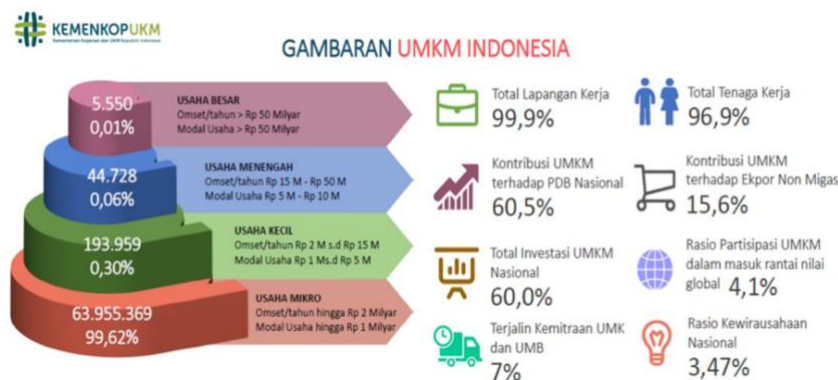 KEMENKOPUKM
Kementerian Koperasi dan UKM Republik Indonesia
GAMBARAN UMKM INDONESIA
5.550
0,01%
USAHA BESAR
Omset/tahun > Rp 50 Milyar
Modal Usaha > Rp 50 Milyar
44.728
0,06%
USAHA MENENGAH
Omset/tahun Rp 15 M - Rp 50 M
Modal Usaha Rp 5 M - Rp 10 M
193.959
0,30%
USAHA KECIL
Omset/tahun Rp 2 M s.d Rp 15 M
Modal Usaha Rp 1 Ms.d Rp 5 M
63.955.369
99,62%
USAHA MIKRO
Omset/tahun hingga Rp 2 Milyar
Modal Usaha hingga Rp 1 Milyar
Total Lapangan Kerja
99,9%
Total Tenaga Kerja
96,9%
Kontribusi UMKM
terhadap PDB Nasional
60,5%
Kontribusi UMKM
terhadap Ekpor Non Migas
15,6%
Total Investasi UMKM
Nasional
60,0%
Rasio Partisipasi UMKM
dalam masuk rantai nilai
global 4,1%
Terjalin Kemitraan UMK
dan UMB
7%
Rasio Kewirausahaan
Nasional
3,47%